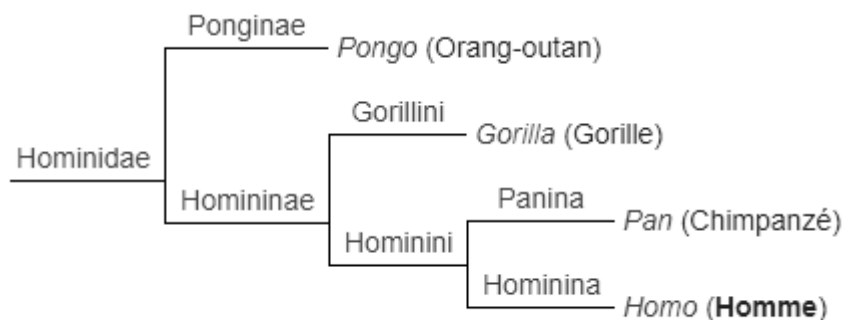 Ponginae
Pongo (Orang-outan)
Gorillini
Gorilla (Gorille)
Hominidae
Homininae
Panina
Pan (Chimpanzé)
Hominini
Hominina
Homo (Homme)